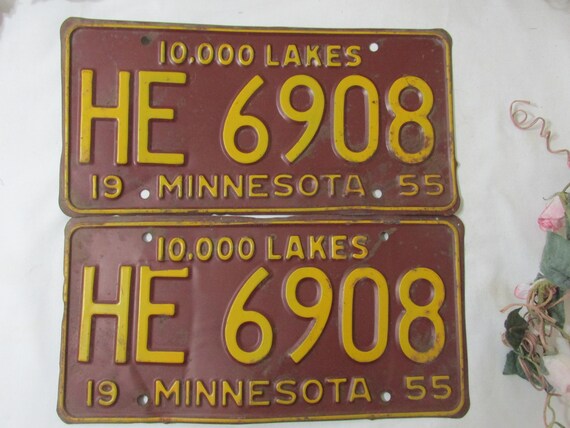 10,000 LAKES
HE 6908
19 MINNESOTA 55
10,000 LAKES
HE 6908
19 MINNESOTA 55